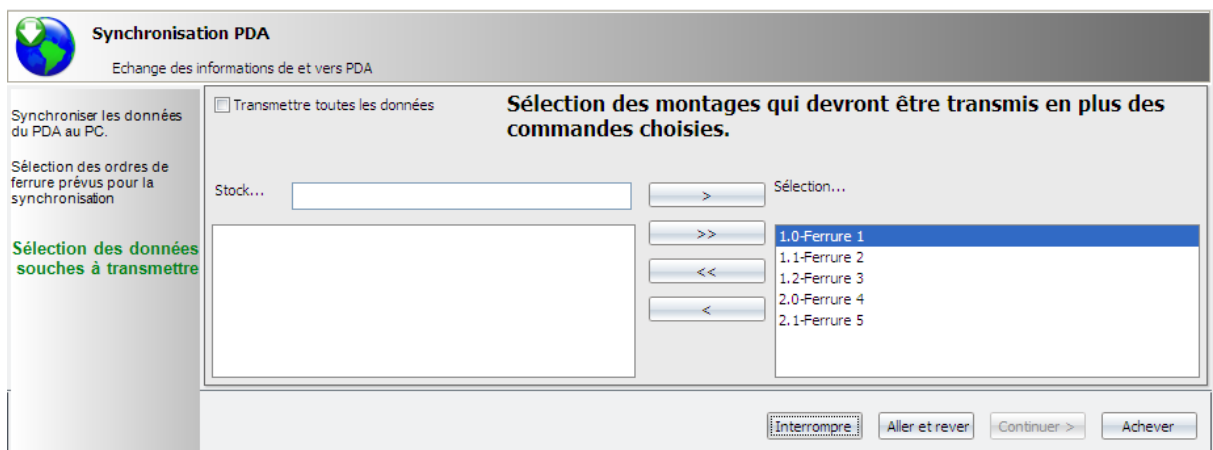 Synchronisation PDA
Echange des informations de et vers PDA
Synchroniser les données
du PDA au PC.
Sélection des ordres de
ferrure prévus pour la
synchronisation
Sélection des données
souches à transmettre
Transmettre toutes les données
Sélection des montages qui devront être transmis en plus des
commandes choisies.
Stock...
>
>>
<<
<
Sélection...
1.0-Ferrure 1
1.1-Ferrure 2
1.2-Ferrure 3
2.0-Ferrure 4
2.1-Ferrure 5
Interrompre
Aller et rever
Continuer >
Achever